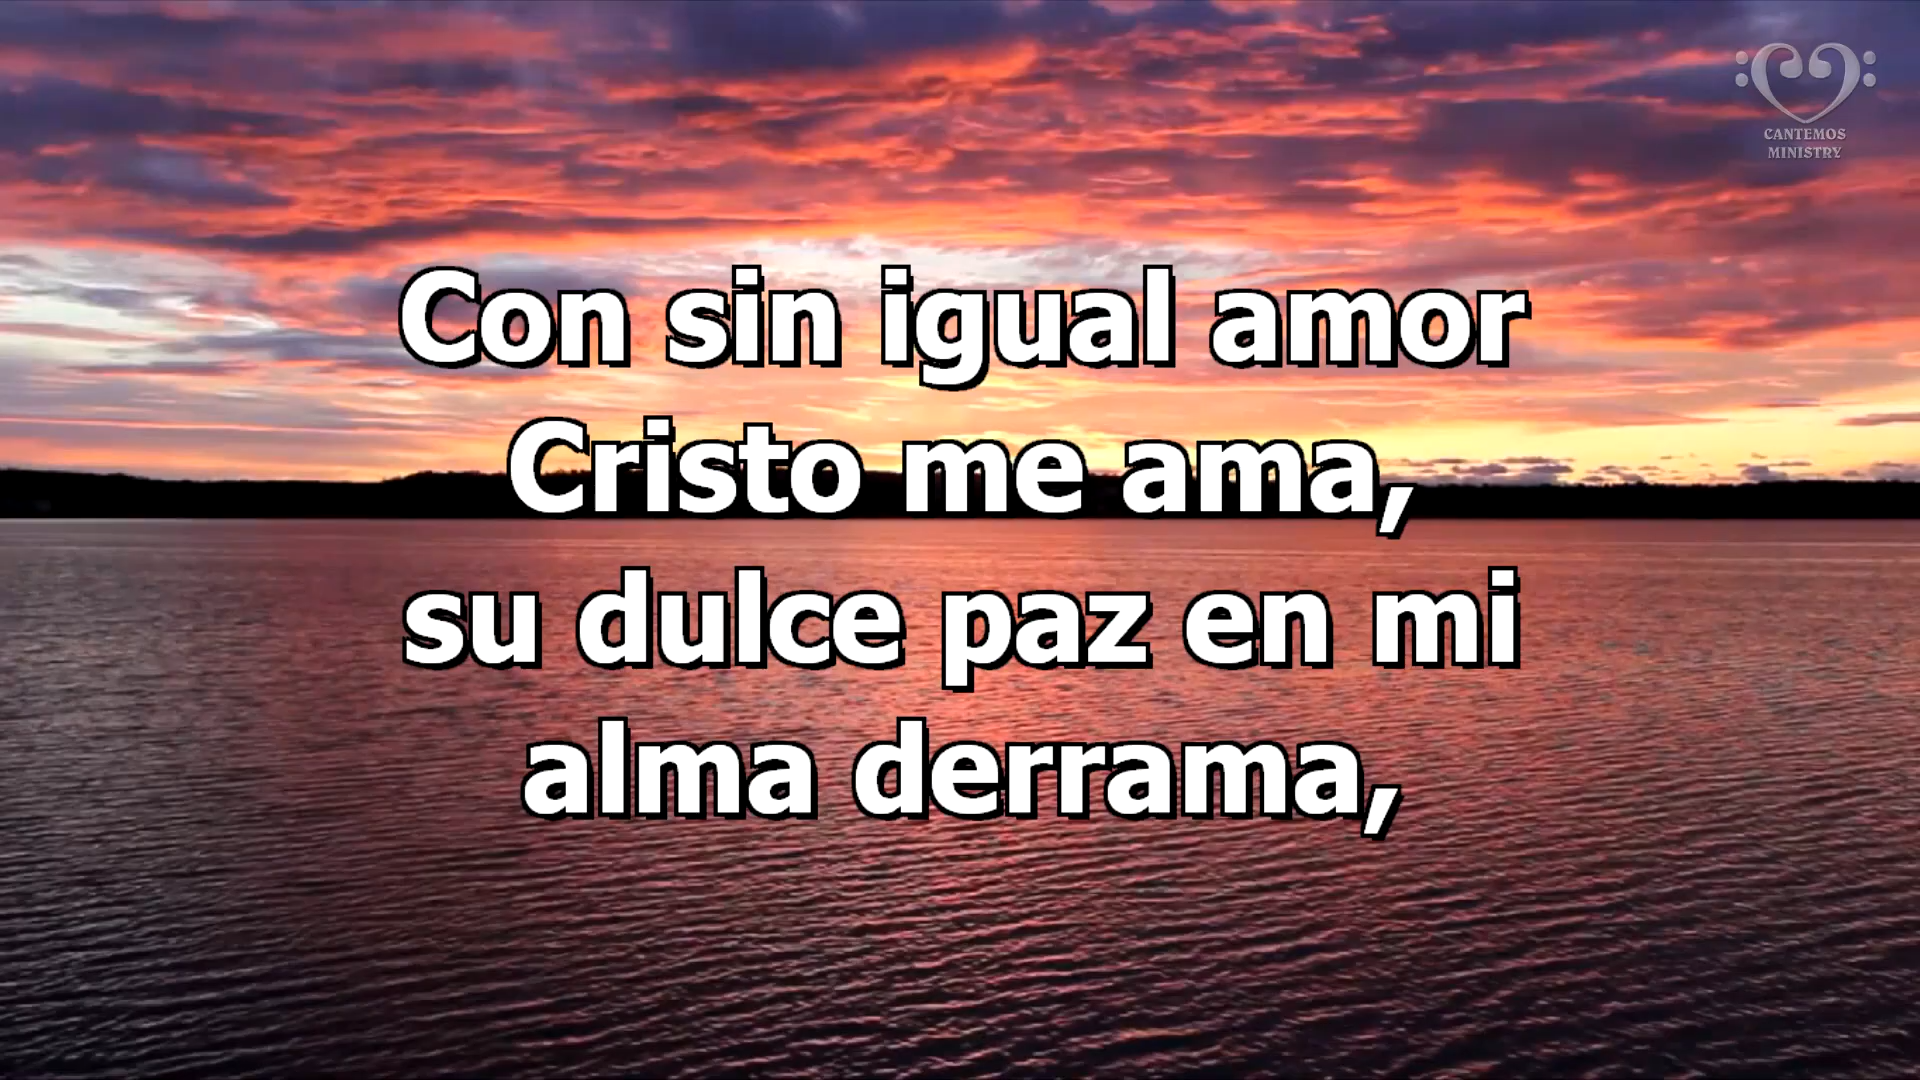 CANTEMOS
MINISTRY
Con sin igual amor
Cristo me ama,
su dulce paz en mi
alma derrama,